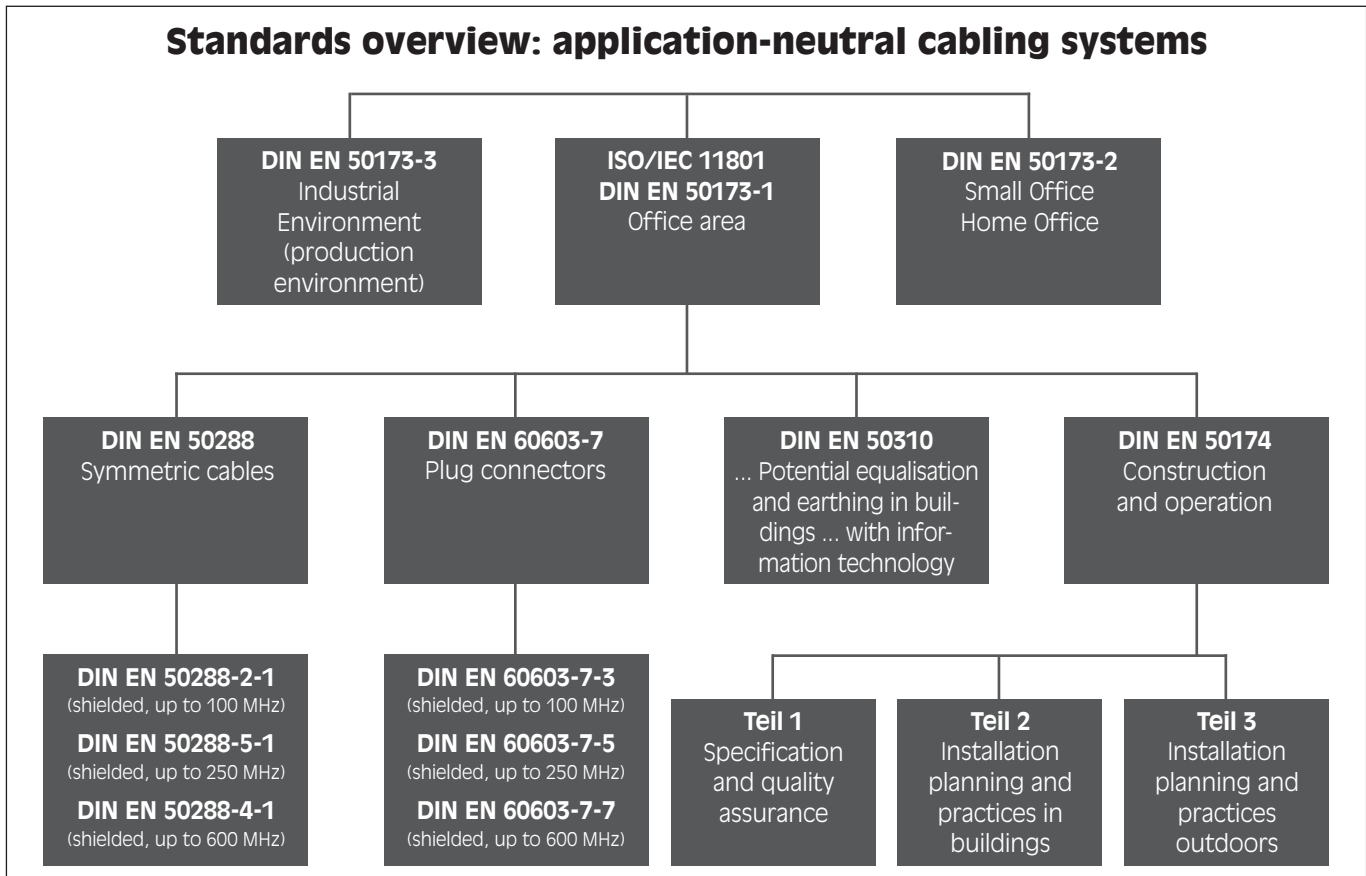 Standards overview: application-neutral cabling systems
DIN EN 50173-3
Industrial
Environment
(production
environment)
ISO/IEC 11801
DIN EN 50173-1
Office area
DIN EN 50173-2
Small Office
Home Office
DIN EN 50288
Symmetric cables
DIN EN 60603-7
Plug connectors
DIN EN 50310
... Potential equalisation
and earthing in buil-
dings ... with infor-
mation technology
DIN EN 50174
Construction
and operation
DIN EN 50288-2-1
(shielded, up to 100 MHz)
DIN EN 50288-5-1
(shielded, up to 250 MHz)
DIN EN 50288-4-1
(shielded, up to 600 MHz)
DIN EN 60603-7-3
(shielded, up to 100 MHz)
DIN EN 60603-7-5
(shielded, up to 250 MHz)
DIN EN 60603-7-7
(shielded, up to 600 MHz)
Teil 1
Specification
and quality
assurance
Teil 2
Installation
planning and
practices in
buildings
Teil 3
Installation
planning and
practices
outdoors